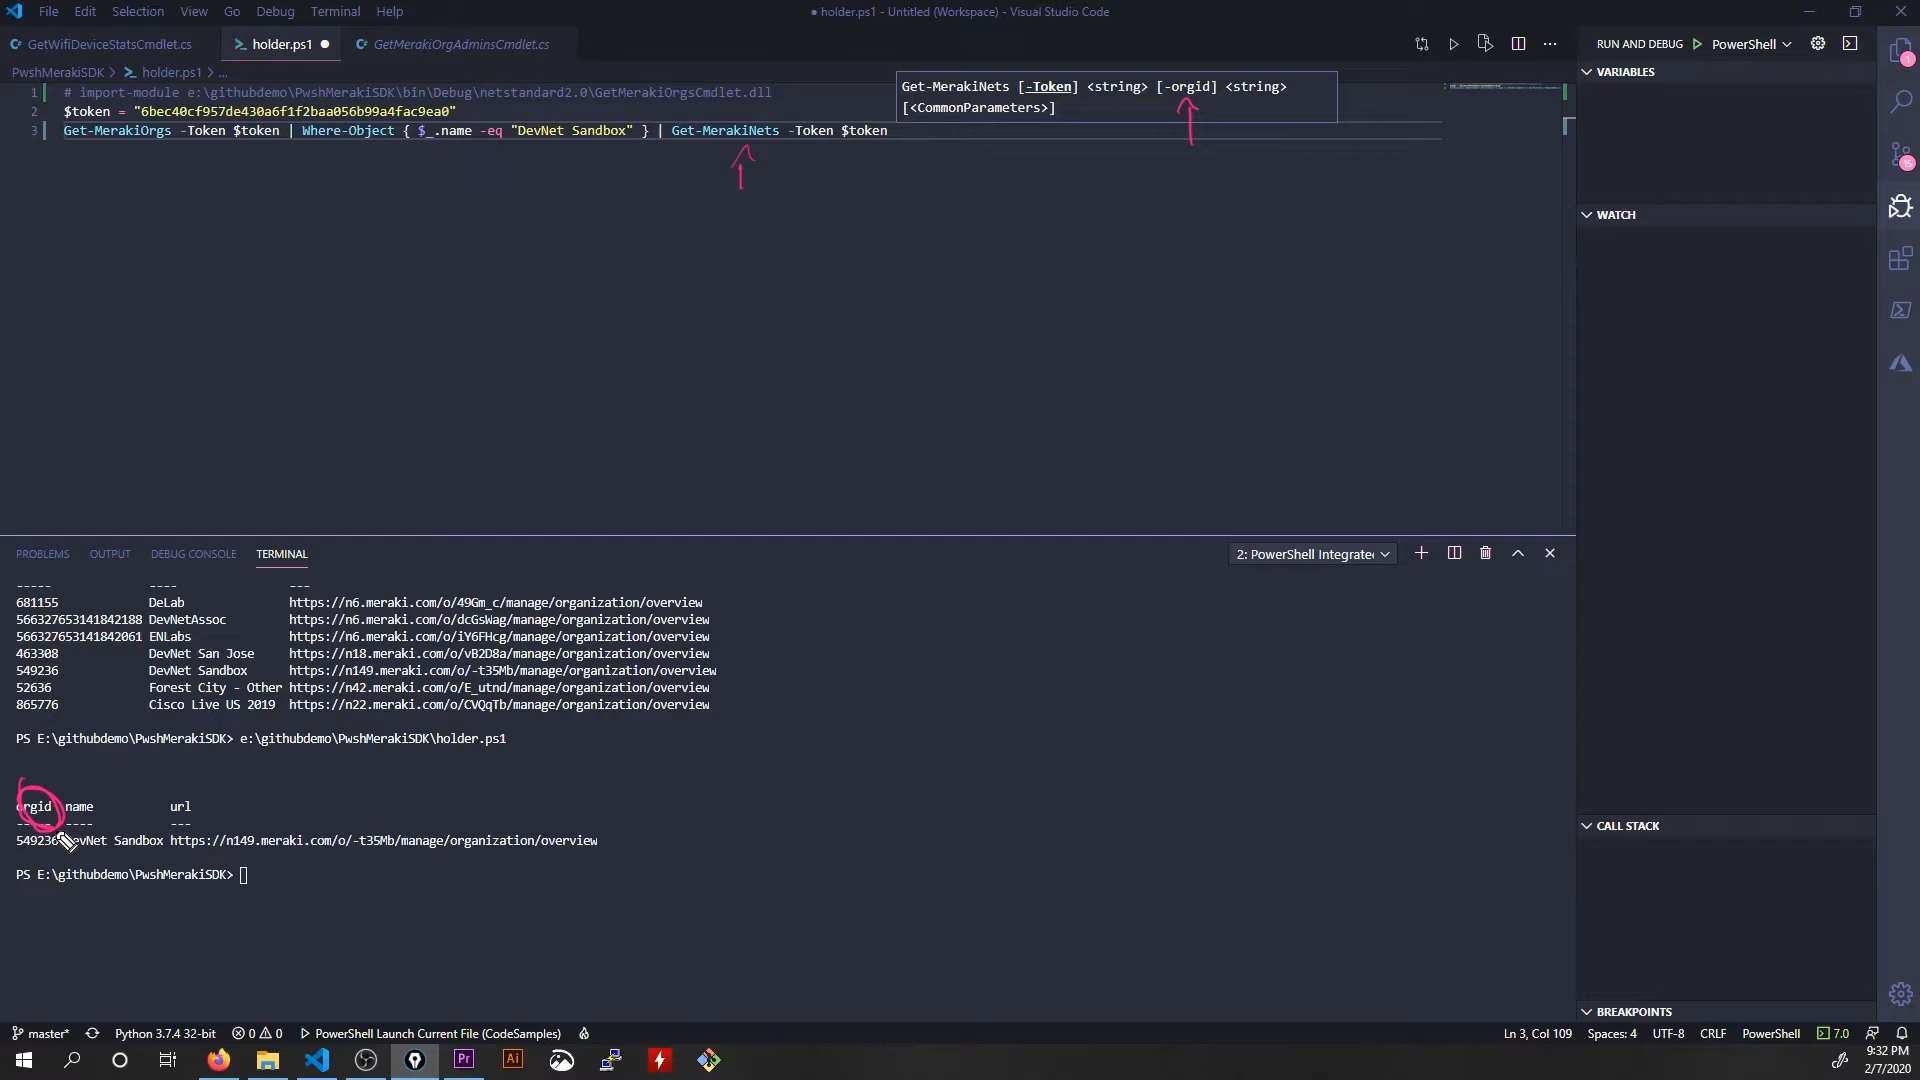 File Edit Selection View Go Debug Terminal Help
● holder.ps1 - Untitled (Workspace) - Visual Studio Code
GetWifiDeviceStatsCmdlet.cs
holder.ps1
GetMerakiOrgAdminsCmdlet.cs
RUN AND DEBUG PowerShell
PwshMerakiSDK > holder.ps1 > ...
VARIABLES
Get-MerakiNets [-Token] <string> [-orgid] <string>
[<CommonParameters>]
1 # import-module e:\githubdemo\PwshMerakiSDK\bin\Debug\netstandard2.0\GetMerakiOrgsCmdlet.dll
2 $token = "6bec40cf957de430a6f1f2baa056b99a4fac9ea0"
3 Get-MerakiOrgs -Token $token | Where-Object { $_.name -eq "DevNet Sandbox" } | Get-MerakiNets -Token $token
1
15
WATCH
PROBLEMS OUTPUT DEBUG CONSOLE TERMINAL
2: PowerShell Integrate
----- ---- ---
681155 DeLab https://n6.meraki.com/o/49Gm_c/manage/organization/overview
566327653141842188 DevNetAssoc https://n6.meraki.com/o/dcGsWag/manage/organization/overview
566327653141842061 ENLabs https://n6.meraki.com/o/iY6FHcg/manage/organization/overview
463308 DevNet San Jose https://n18.meraki.com/o/vB2D8a/manage/organization/overview
549236 DevNet Sandbox https://n149.meraki.com/o/-t35Mb/manage/organization/overview
52636 Forest City - Other https://n42.meraki.com/o/E_utnd/manage/organization/overview
865776 Cisco Live US 2019 https://n22.meraki.com/o/CVQqTb/manage/organization/overview
PS E:\githubdemo\PwshMerakiSDK> e:\githubdemo\PwshMerakiSDK\holder.ps1
orgid name url
----- ---- ---
549236 DevNet Sandbox https://n149.meraki.com/o/-t35Mb/manage/organization/overview
PS E:\githubdemo\PwshMerakiSDK>
CALL STACK
BREAKPOINTS
master* Python 3.7.4 32-bit 0 0 PowerShell Launch Current File (CodeSamples)
Ln 3, Col 109 Spaces: 4 UTF-8 CRLF PowerShell 7.0
Pr Ai
9:32 PM
2/7/2020